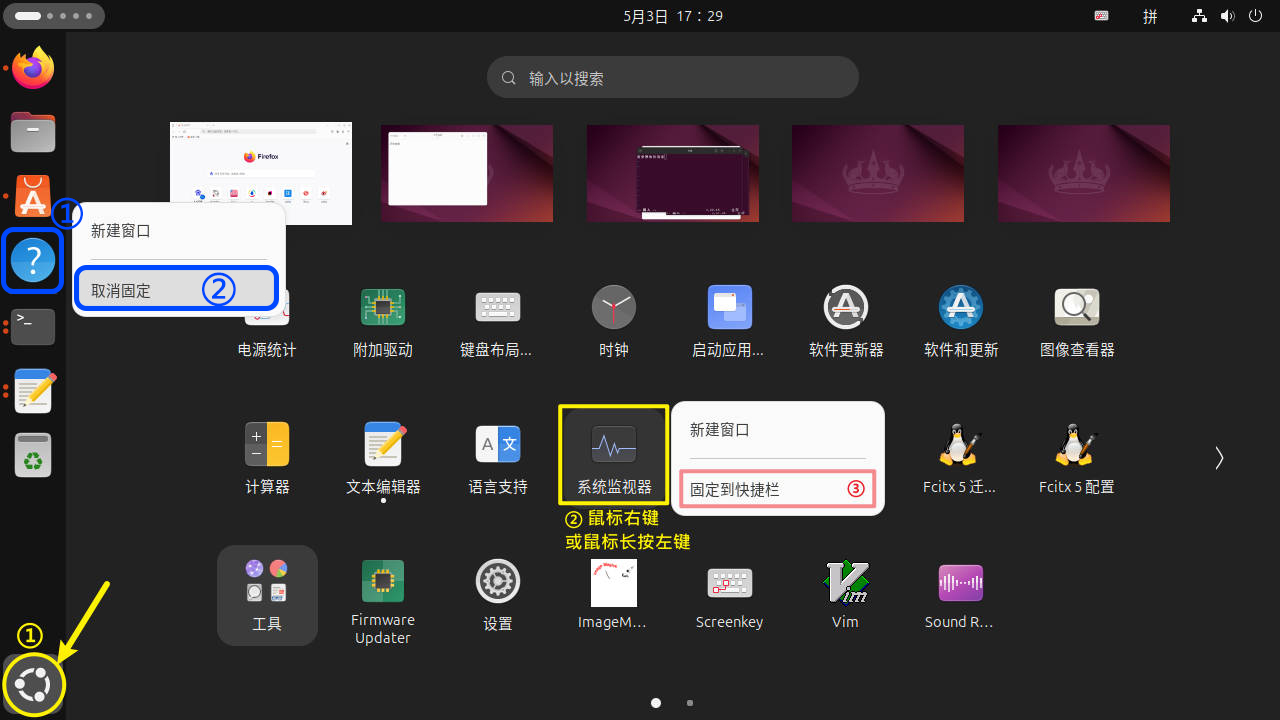 5月3日 17：29
拼
输入以搜索
Firefox
①
新建窗口
取消固定
②
电源统计
附加驱动
键盘布局...
时钟
启动应用...
软件更新器
软件和更新
图像查看器
计算器
文本编辑器
语言支持
系统监视器
新建窗口
固定到快捷栏
③
Fcitx 5 迁...
Fcitx 5 配置
② 鼠标右键
或鼠标长按左键
工具
Firmware
Updater
设置
ImageM...
Screenkey
Vim
Sound R...
①